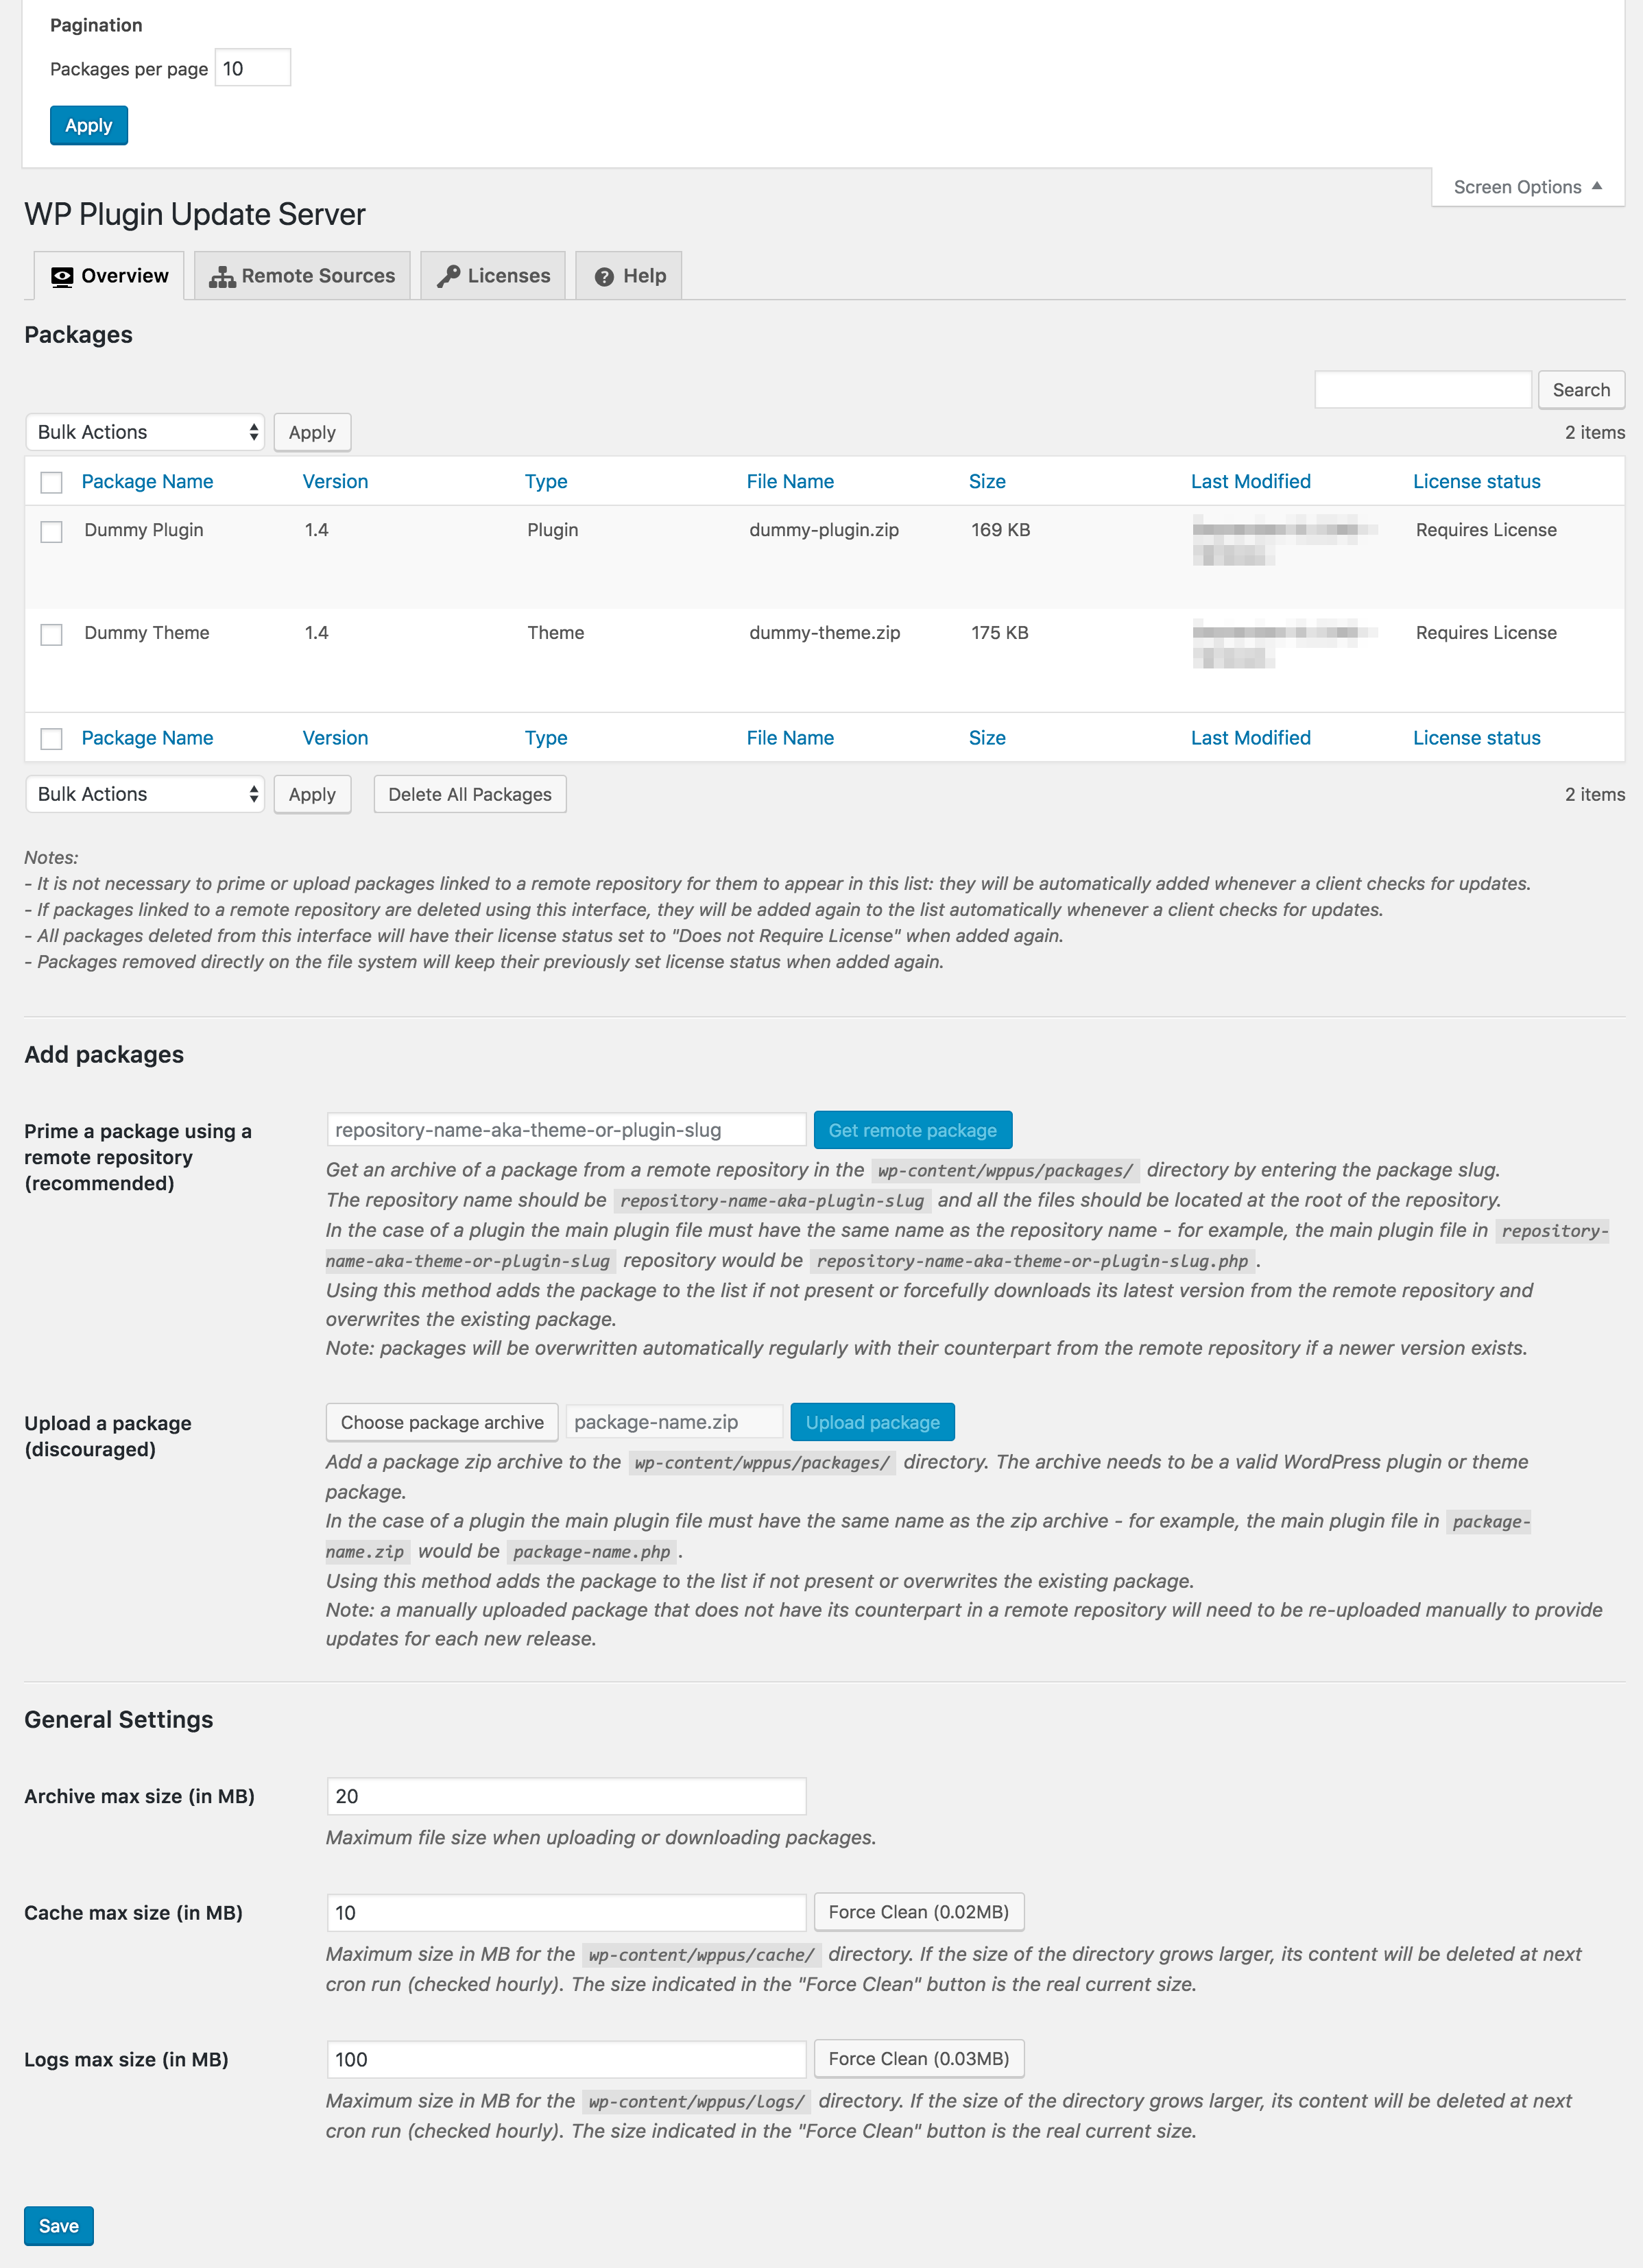 Pagination
Packages per page 10
Apply
Screen Options
WP Plugin Update Server
Overview Remote Sources Licenses Help
Packages
Search
Bulk Actions Apply 2 items
Package Name Version Type File Name Size Last Modified License status
Dummy Plugin 1.4 Plugin dummy-plugin.zip 169 KB Requires License
Dummy Theme 1.4 Theme dummy-theme.zip 175 KB Requires License
Package Name Version Type File Name Size Last Modified License status
Bulk Actions Apply Delete All Packages 2 items
Notes:
- It is not necessary to prime or upload packages linked to a remote repository for them to appear in this list: they will be automatically added whenever a client checks for updates.
- If packages linked to a remote repository are deleted using this interface, they will be added again to the list automatically whenever a client checks for updates.
- All packages deleted from this interface will have their license status set to "Does not Require License" when added again.
- Packages removed directly on the file system will keep their previously set license status when added again.
Add packages
Prime a package using a
remote repository
(recommended)
repository-name-aka-theme-or-plugin-slug Get remote package
Get an archive of a package from a remote repository in the wp-content/wppus/packages/ directory by entering the package slug.
The repository name should be repository-name-aka-plugin-slug and all the files should be located at the root of the repository.
In the case of a plugin the main plugin file must have the same name as the repository name - for example, the main plugin file in repository-
name-aka-theme-or-plugin-slug repository would be repository-name-aka-theme-or-plugin-slug.php .
Using this method adds the package to the list if not present or forcefully downloads its latest version from the remote repository and
overwrites the existing package.
Note: packages will be overwritten automatically regularly with their counterpart from the remote repository if a newer version exists.
Upload a package
(discouraged)
Choose package archive package-name.zip Upload package
Add a package zip archive to the wp-content/wppus/packages/ directory. The archive needs to be a valid WordPress plugin or theme
package.
In the case of a plugin the main plugin file must have the same name as the zip archive - for example, the main plugin file in package-
name.zip would be package-name.php .
Using this method adds the package to the list if not present or overwrites the existing package.
Note: a manually uploaded package that does not have its counterpart in a remote repository will need to be re-uploaded manually to provide
updates for each new release.
General Settings
Archive max size (in MB) 20
Maximum file size when uploading or downloading packages.
Cache max size (in MB) 10 Force Clean (0.02MB)
Maximum size in MB for the wp-content/wppus/cache/ directory. If the size of the directory grows larger, its content will be deleted at next
cron run (checked hourly). The size indicated in the "Force Clean" button is the real current size.
Logs max size (in MB) 100 Force Clean (0.03MB)
Maximum size in MB for the wp-content/wppus/logs/ directory. If the size of the directory grows larger, its content will be deleted at next
cron run (checked hourly). The size indicated in the "Force Clean" button is the real current size.
Save